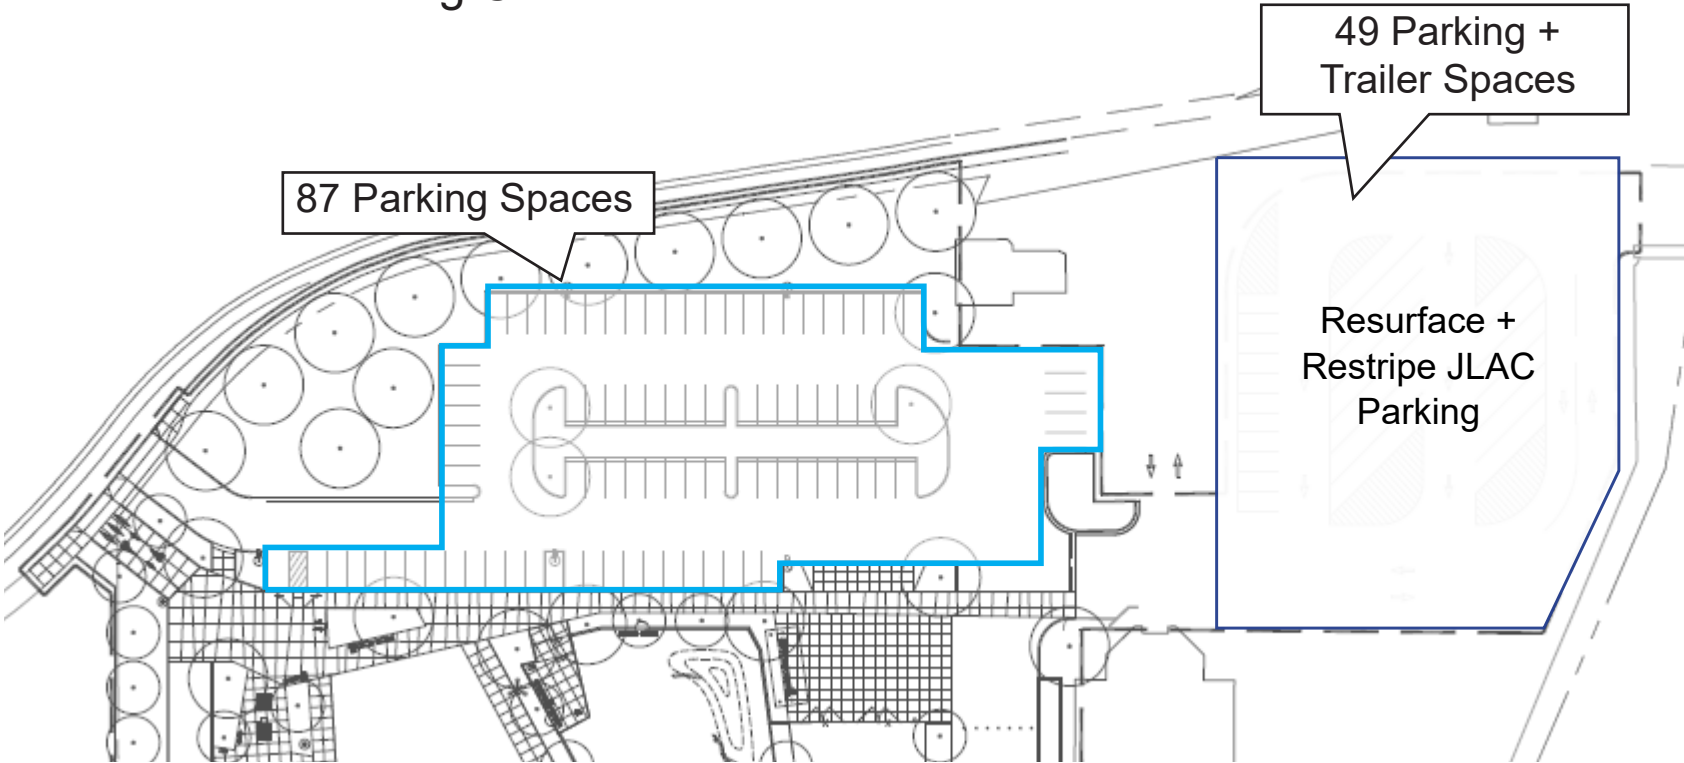 49 Parking +
Trailer Spaces
87 Parking Spaces
Resurface +
Restripe JLAC
Parking